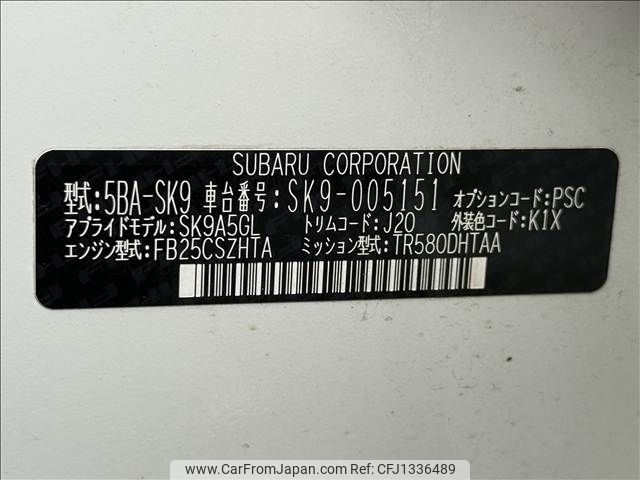 SUBARU CORPORATION
型式:5BA-SK9 車台番号:SK9-005151 オプションコード:PSC
アプライドモデル:SK9A5GL トリムコード:J20 外装色コード:K1X
エンジン型式:FB25CSZHTA ミッション型式:TR580DHTAA
www.CarFromJapan.com www.carused.jp CFJ1336489